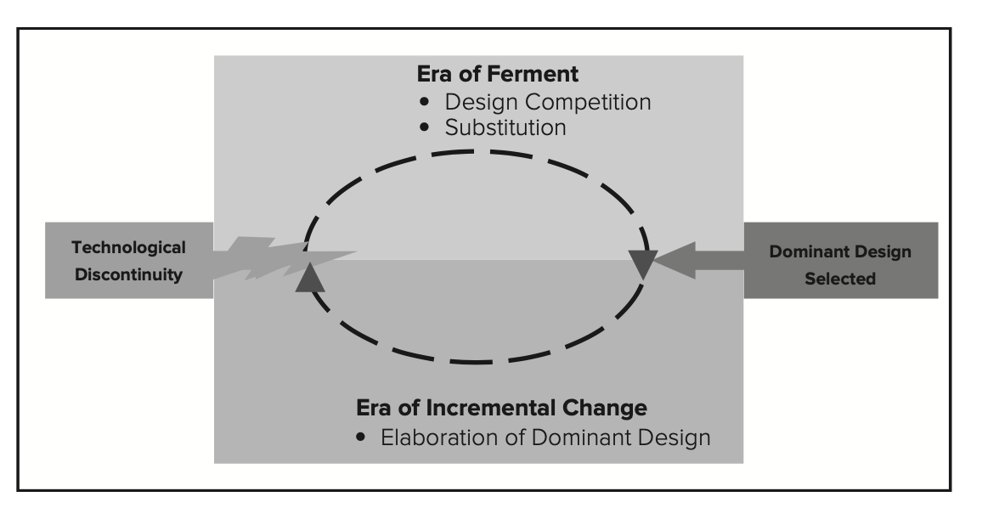 Era of Ferment
• Design Competition
• Substitution
Technological
Discontinuity
Dominant Design
Selected
Era of Incremental Change
• Elaboration of Dominant Design